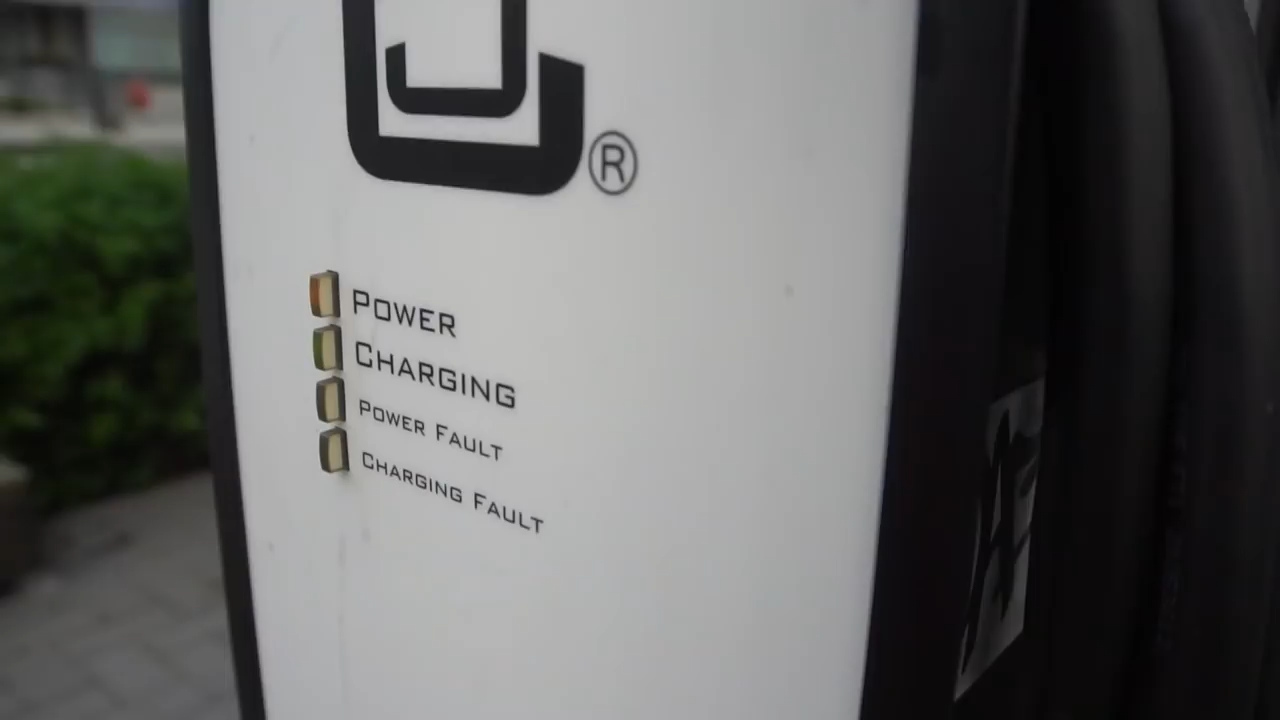 ®
POWER
CHARGING
POWER FAULT
CHARGING FAULT